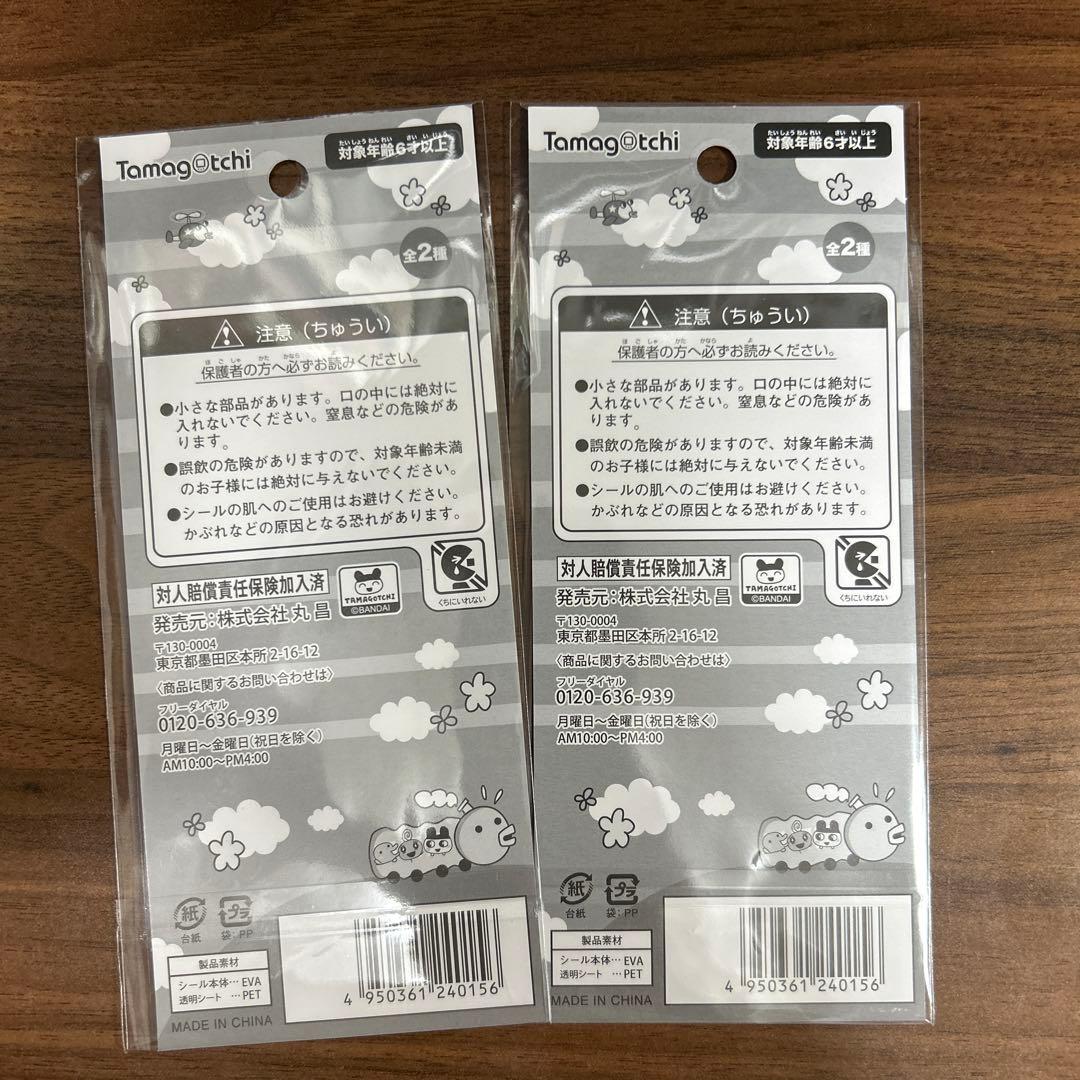 Tamagotchi
たいしょうねんれい さいいじょう
対象年齢6才以上
全2種
注意（ちゅうい）
ほごしゃ かた かなら よ
保護者の方へ必ずお読みください。
●小さな部品があります。口の中には絶対に
入れないでください。窒息などの危険があ
ります。
●誤飲の危険がありますので、対象年齢未満
のお子様には絶対に与えないでください。
●シールの肌へのご使用はお避けください。
かぶれなどの原因となる恐れがあります。
くちにいれない
対人賠償責任保険加入済
TAMAGOTCHI
©BANDAI
発売元：株式会社丸昌
〒130-0004
東京都墨田区本所2-16-12
〈商品に関するお問い合わせは〉
フリーダイヤル
0120-636-939
月曜日～金曜日（祝日を除く）
AM10:00～PM4:00
紙
台紙
プラ
袋：PP
製品素材
シール本体…EVA
透明シート…PET
MADE IN CHINA
4 950361 240156
Tamagotchi
たいしょうねんれい さいいじょう
対象年齢6才以上
全2種
注意（ちゅうい）
ほごしゃ かた かなら よ
保護者の方へ必ずお読みください。
●小さな部品があります。口の中には絶対に
入れないでください。窒息などの危険があ
ります。
●誤飲の危険がありますので、対象年齢未満
のお子様には絶対に与えないでください。
●シールの肌へのご使用はお避けください。
かぶれなどの原因となる恐れがあります。
くちにいれない
対人賠償責任保険加入済
TAMAGOTCHI
©BANDAI
発売元：株式会社丸昌
〒130-0004
東京都墨田区本所2-16-12
〈商品に関するお問い合わせは〉
フリーダイヤル
0120-636-939
月曜日～金曜日（祝日を除く）
AM10:00～PM4:00
紙
台紙
プラ
袋：PP
製品素材
シール本体…EVA
透明シート…PET
MADE IN CHINA
4 950361 240156